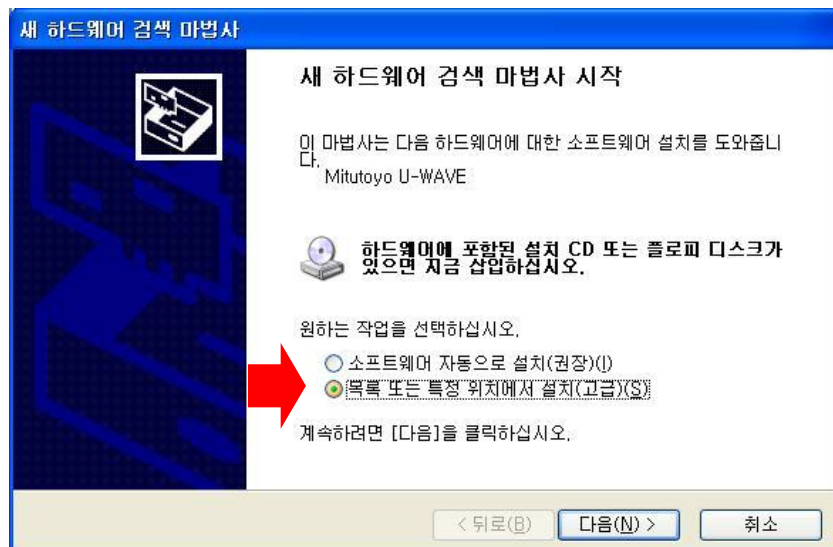 새 하드웨어 검색 마법사
새 하드웨어 검색 마법사 시작
이 마법사는 다음 하드웨어에 대한 소프트웨어 설치를 도와줍니
다.
Mitutoyo U-WAVE
하드웨어에 포함된 설치 CD 또는 플로피 디스크가
있으면 지금 삽입하십시오.
원하는 작업을 선택하십시오.
소프트웨어 자동으로 설치(권장)(I)
목록 또는 특정 위치에서 설치(고급)(S)
계속하려면 [다음]을 클릭하십시오.
< 뒤로(B) 다음(N) > 취소